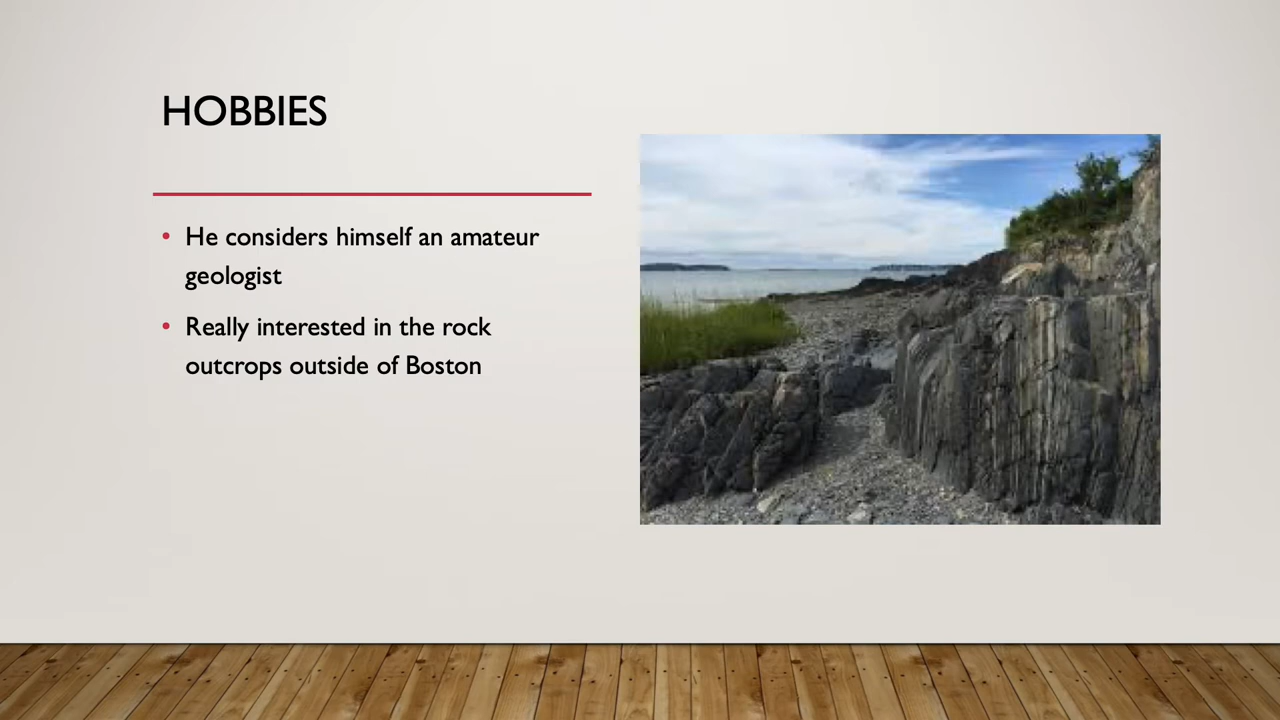 HOBBIES
• He considers himself an amateur
geologist
• Really interested in the rock
outcrops outside of Boston